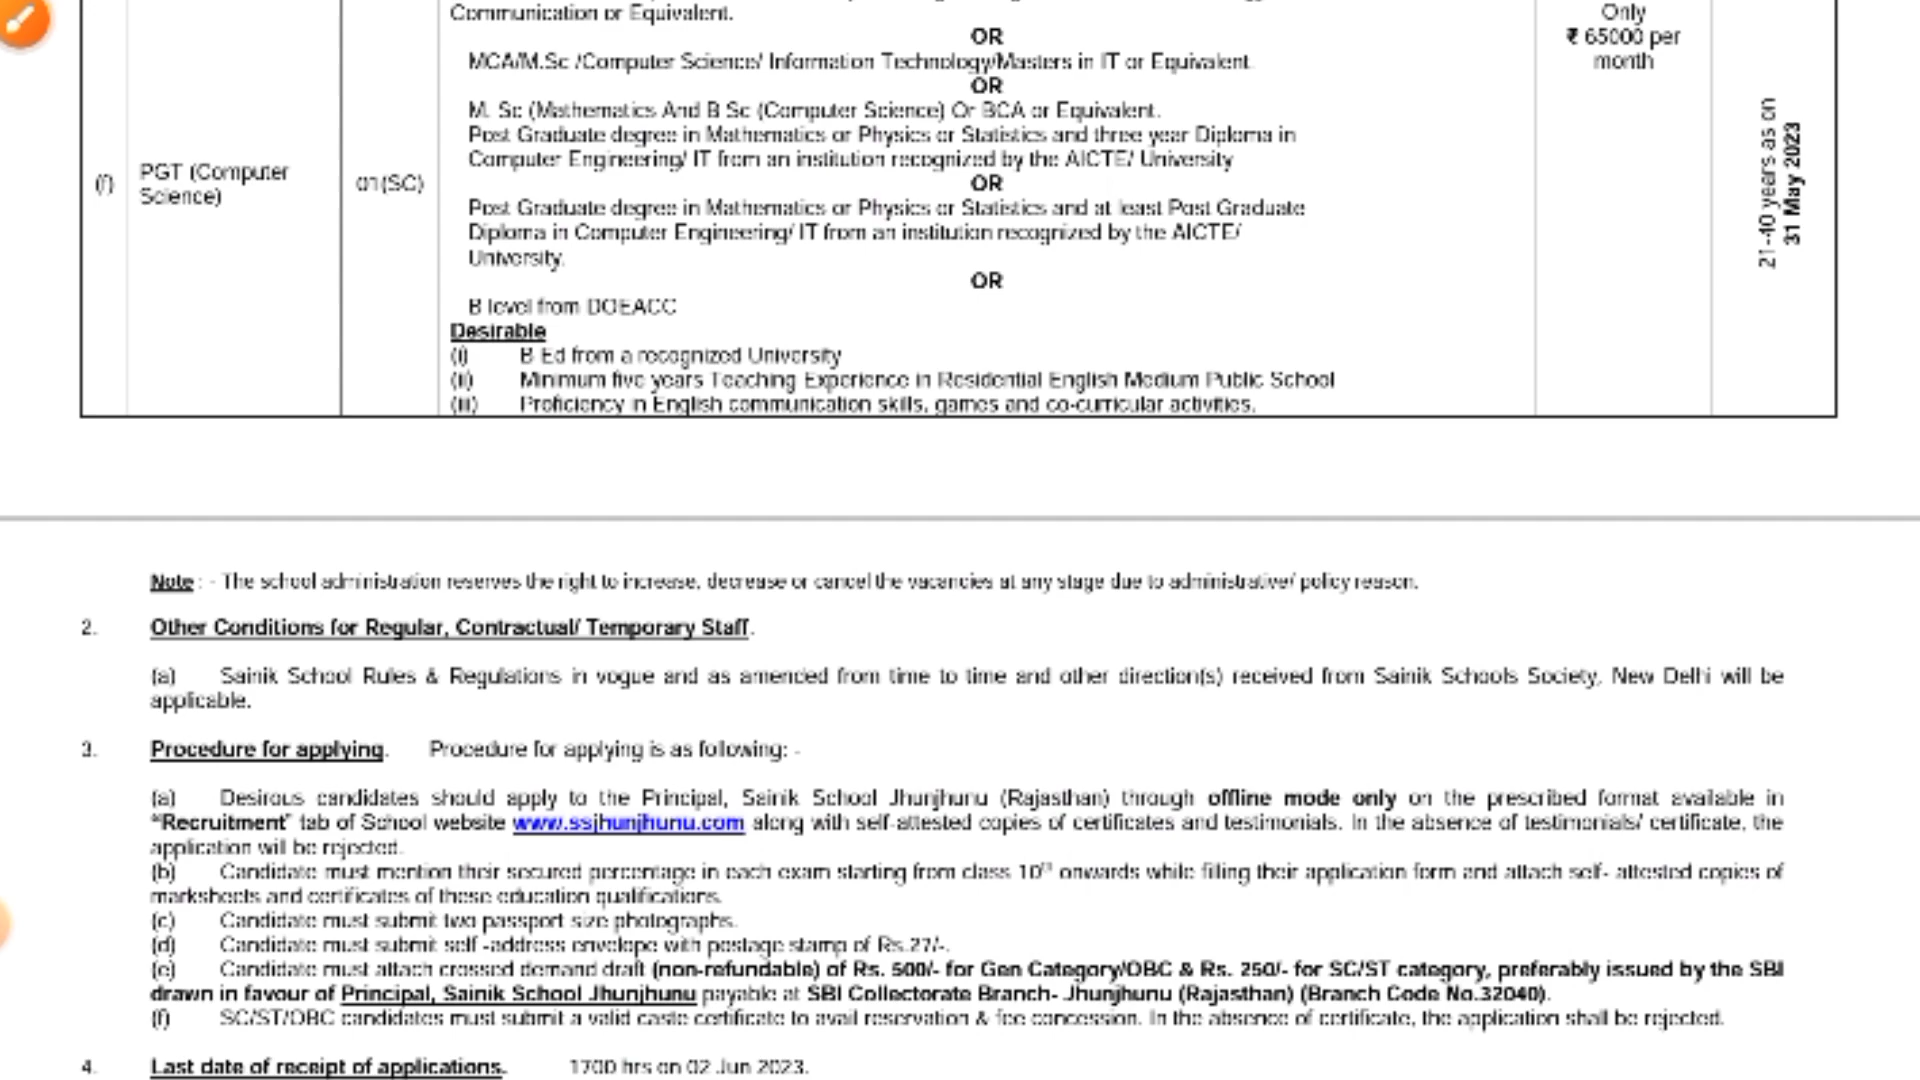 Communication or Equivalent.
OR
MCA/M.Sc /Computer Science/ Information Technology/Masters in IT or Equivalent.
OR
M. Sc (Mathematics And B Sc (Computer Science) Or BCA or Equivalent.
Post Graduate degree in Mathematics or Physics or Statistics and three year Diploma in
Computer Engineering/ IT from an institution recognized by the AICTE/ University
OR
Post Graduate degree in Mathematics or Physics or Statistics and at least Post Graduate
Diploma in Computer Engineering/ IT from an institution recognized by the AICTE/
University.
OR
B level from DOEACC
Desirable
(i) B Ed from a recognized University
(ii) Minimum five years Teaching Experience in Residential English Medium Public School
(iii) Proficiency in English communication skills, games and co-curricular activities.
(f)
PGT (Computer
Science)
01(SC)
Only
₹ 65000 per
month
21-40 years as on
31 May 2023
Note : - The school administration reserves the right to increase, decrease or cancel the vacancies at any stage due to administrative/ policy reason.
2. Other Conditions for Regular, Contractual/ Temporary Staff.
(a) Sainik School Rules & Regulations in vogue and as amended from time to time and other direction(s) received from Sainik Schools Society, New Delhi will be
applicable.
3. Procedure for applying. Procedure for applying is as following: -
(a) Desirous candidates should apply to the Principal, Sainik School Jhunjhunu (Rajasthan) through offline mode only on the prescribed format available in
“Recruitment” tab of School website www.ssjhunjhunu.com along with self-attested copies of certificates and testimonials. In the absence of testimonials/ certificate, the
application will be rejected.
(b) Candidate must mention their secured percentage in each exam starting from class 10th onwards while filling their application form and attach self- attested copies of
marksheets and certificates of these education qualifications.
(c) Candidate must submit two passport size photographs.
(d) Candidate must submit self -address envelope with postage stamp of Rs.27/-.
(e) Candidate must attach crossed demand draft (non-refundable) of Rs. 500/- for Gen Category/OBC & Rs. 250/- for SC/ST category, preferably issued by the SBI
drawn in favour of Principal, Sainik School Jhunjhunu payable at SBI Collectorate Branch- Jhunjhunu (Rajasthan) (Branch Code No.32040).
(f) SC/ST/OBC candidates must submit a valid caste certificate to avail reservation & fee concession. In the absence of certificate, the application shall be rejected.
4. Last date of receipt of applications. 1700 hrs on 02 Jun 2023.